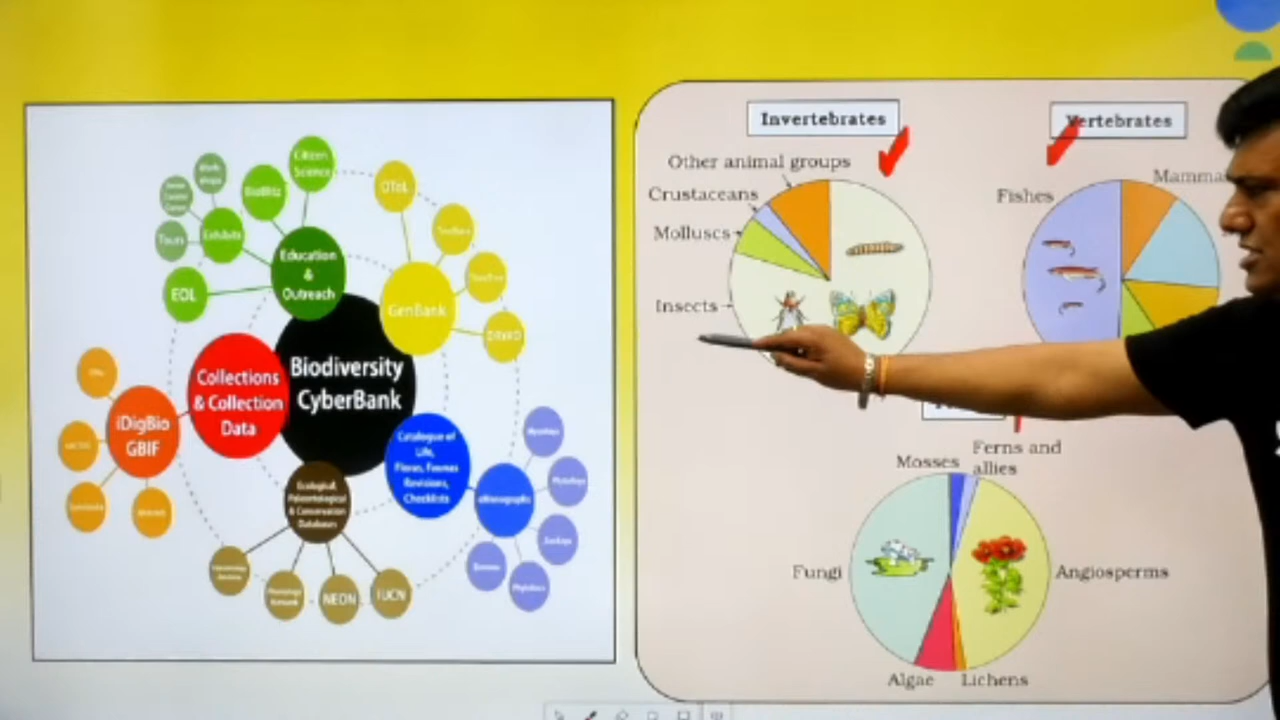 Citizen
Science
BioBlitz
OToL
Exhibits
Tours
Education
&
Outreach
EOL
GenBank
Biodiversity
CyberBank
Collections
& Collection
Data
iDigBio
GBIF
Catalogue of
Life,
Floras, Faunas
Revisions,
Checklists
eMonographs
Ecological,
Paleontological
& Conservation
Databases
NEON
IUCN
Invertebrates
Vertebrates
Other animal groups
Crustaceans
Molluscs
Insects
Fishes
Mamma
Mosses
Ferns and
allies
Fungi
Angiosperms
Algae
Lichens